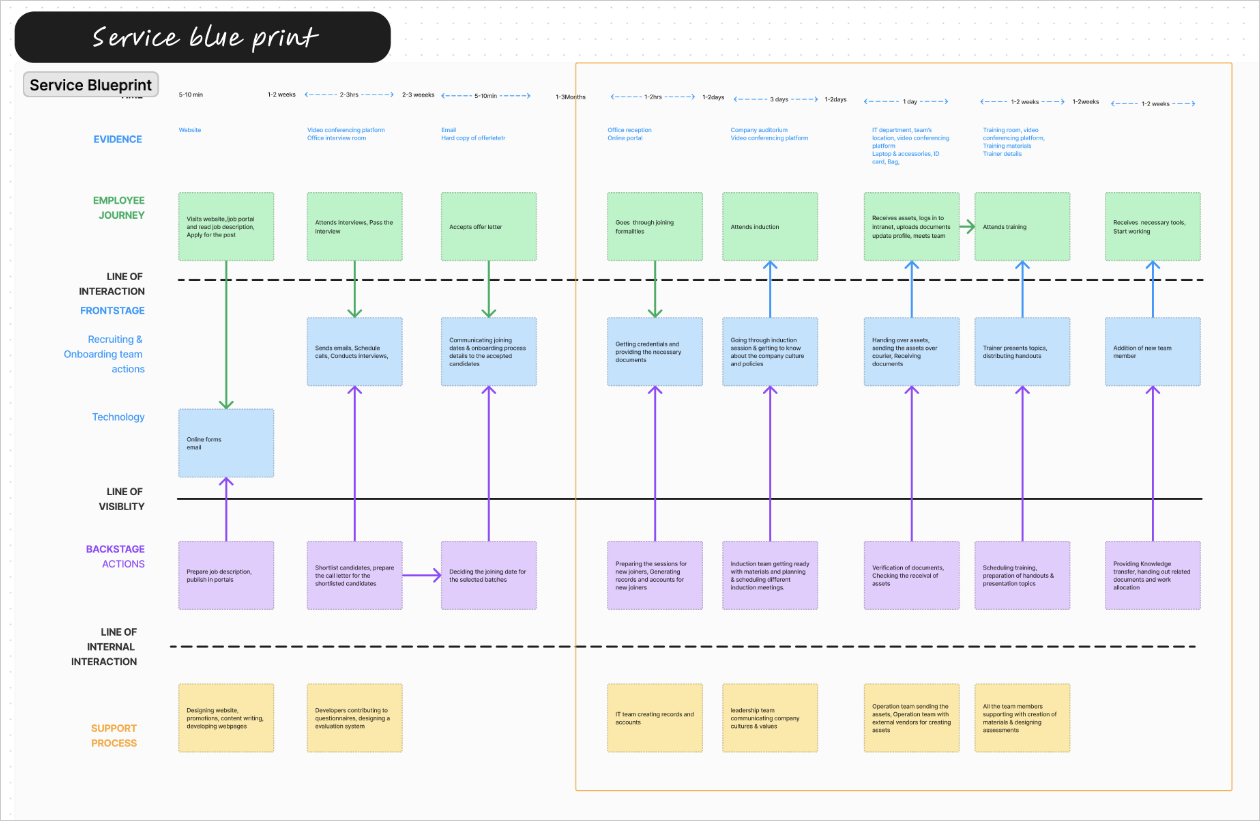 Service blue print
Service Blueprint
5-10 min
1-2 weeks
2-3hrs
2-3 weeeks
5-10min
1-3Months
1-2hrs
1-2days
3 days
1-2days
1 day
1-2 weeks
1-2weeks
1-2 weeks
EVIDENCE
Website
Video conferencing platform
Office interview room
Email
Hard copy of offerletetr
Office reception
Online portal
Company auditorium
Video conferencing platform
IT department, team's
location, video conferencing
platform
Laptop & accessories, ID
card, Bag,
Training room, video
conferencing platform,
Training materials
Trainer details
EMPLOYEE
JOURNEY
Visits website,/job portal
and read job description,
Apply for the post
Attends Interviews, Pass the
Interview
Accepts offer letter
Goes through joining
formalities
Attends induction
Receives assets, logs in to
intranet, uploads documents
update profile, meets team
Attends training
Receives necessary tools,
Start working
LINE OF
INTERACTION
FRONTSTAGE
Recruiting &
Onboarding team
actions
Sends emails, Schedule
calls, Conducts interviews,
Communicating joining
dates & onboarding process
details to the accepted
candidates
Getting credentials and
providing the necessary
documents
Going through induction
session & getting to know
about the company culture
and policies
Handing over assets,
sending the assets over
courier, Receiving
documents
Trainer presents topics,
distributing handouts
Addition of new team
member
Technology
Online forms
email
LINE OF
VISIBLITY
BACKSTAGE
ACTIONS
Prepare job description,
publish in portals
Shortlist candidates, prepare
the call letter for the
shortlisted candidates
Deciding the joining date for
the selected batches
Preparing the sessions for
new joiners, Generating
records and accounts for
new joiners
Induction team getting ready
with materials and planning
& scheduling different
induction meetings.
Verification of documents,
Checking the receival of
assets
Scheduling training,
preparation of handouts &
presentation topics
Providing Knowledge
transfer, handing out related
documents and work
allocation
LINE OF
INTERNAL
INTERACTION
SUPPORT
PROCESS
Designing website,
promotions, content writing,
developing webpages
Developers contributing to
questionnaires, designing a
evaluation system
IT team creating records and
accounts
leadership team
communicating company
cultures & values
Operation team sending the
assets, Operation team with
external vendors for creating
assets
All the team members
supporting with creation of
materials & designing
assessments